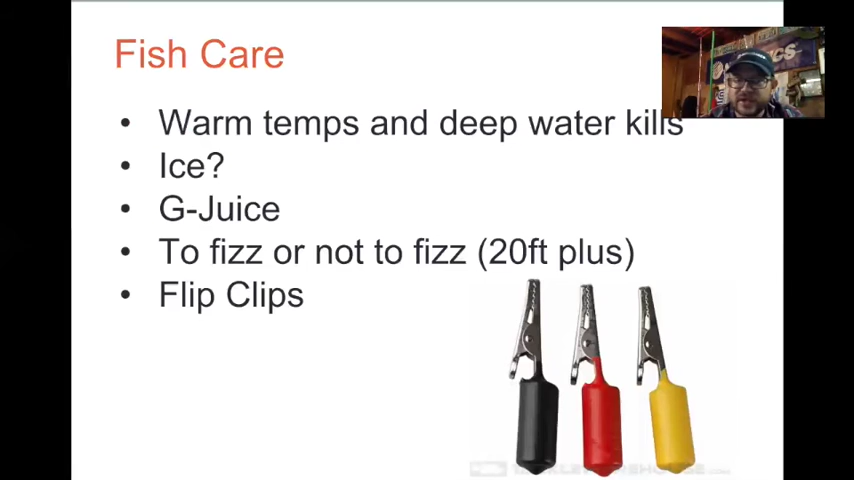 Fish Care
• Warm temps and deep water kills
• Ice?
• G-Juice
• To fizz or not to fizz (20ft plus)
• Flip Clips